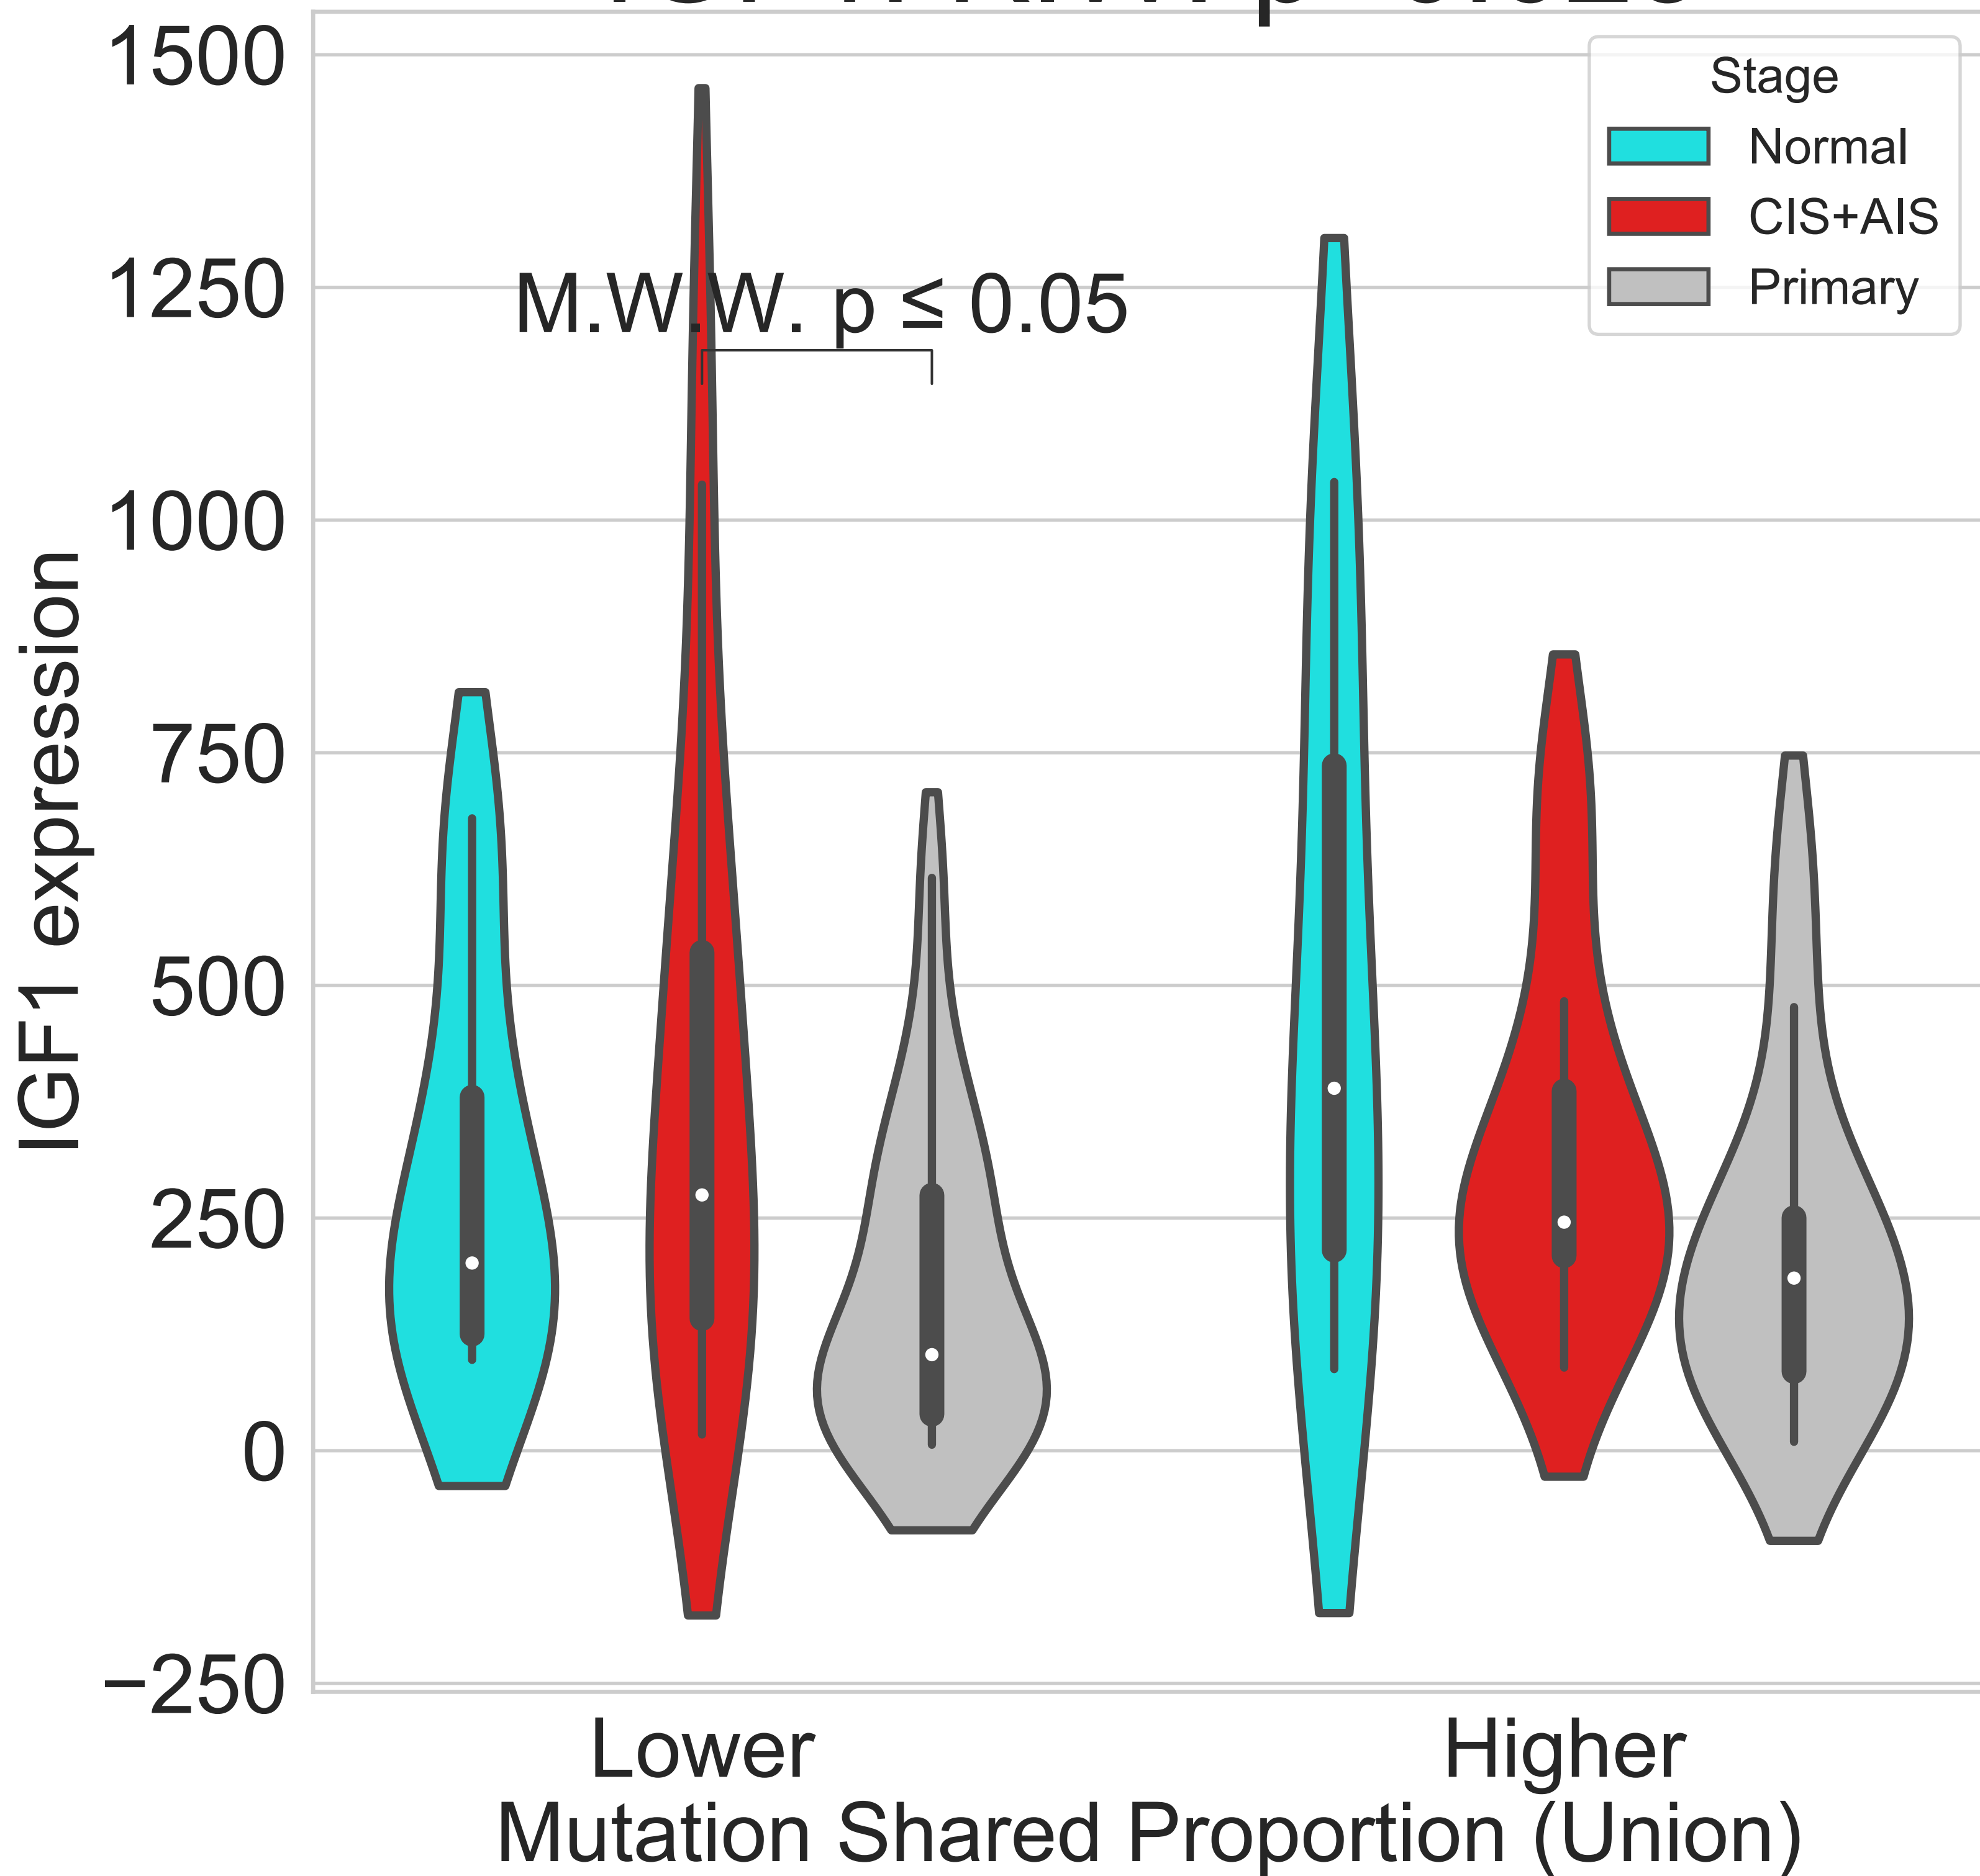 1500
1250
1000
750
500
250
0
−250
IGF1 expression
M.W.W. p ≤ 0.05
Stage
Normal
CIS+AIS
Primary
Lower
Higher
Mutation Shared Proportion (Union)